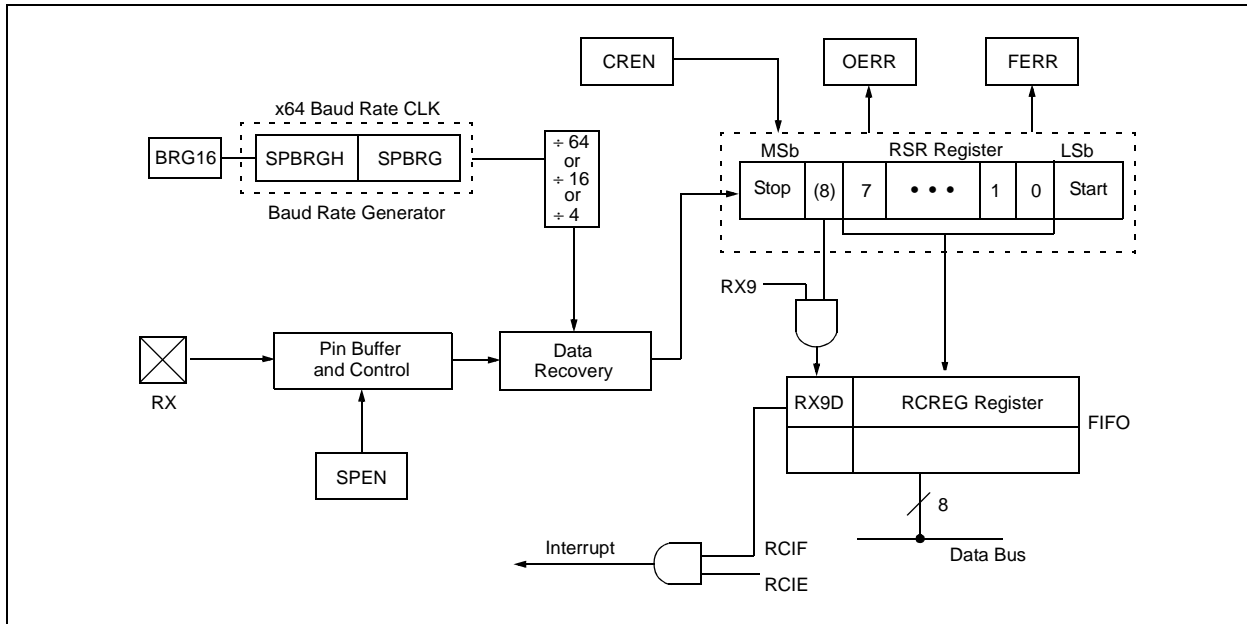 CREN
OERR
FERR
x64 Baud Rate CLK
BRG16
SPBRGH
SPBRG
Baud Rate Generator
÷ 64
or
÷ 16
or
÷ 4
MSb
RSR Register
LSb
Stop
(8)
7
• • •
1
0
Start
RX9
RX
Pin Buffer
and Control
Data
Recovery
SPEN
RX9D
RCREG Register
FIFO
8
Data Bus
Interrupt
RCIF
RCIE